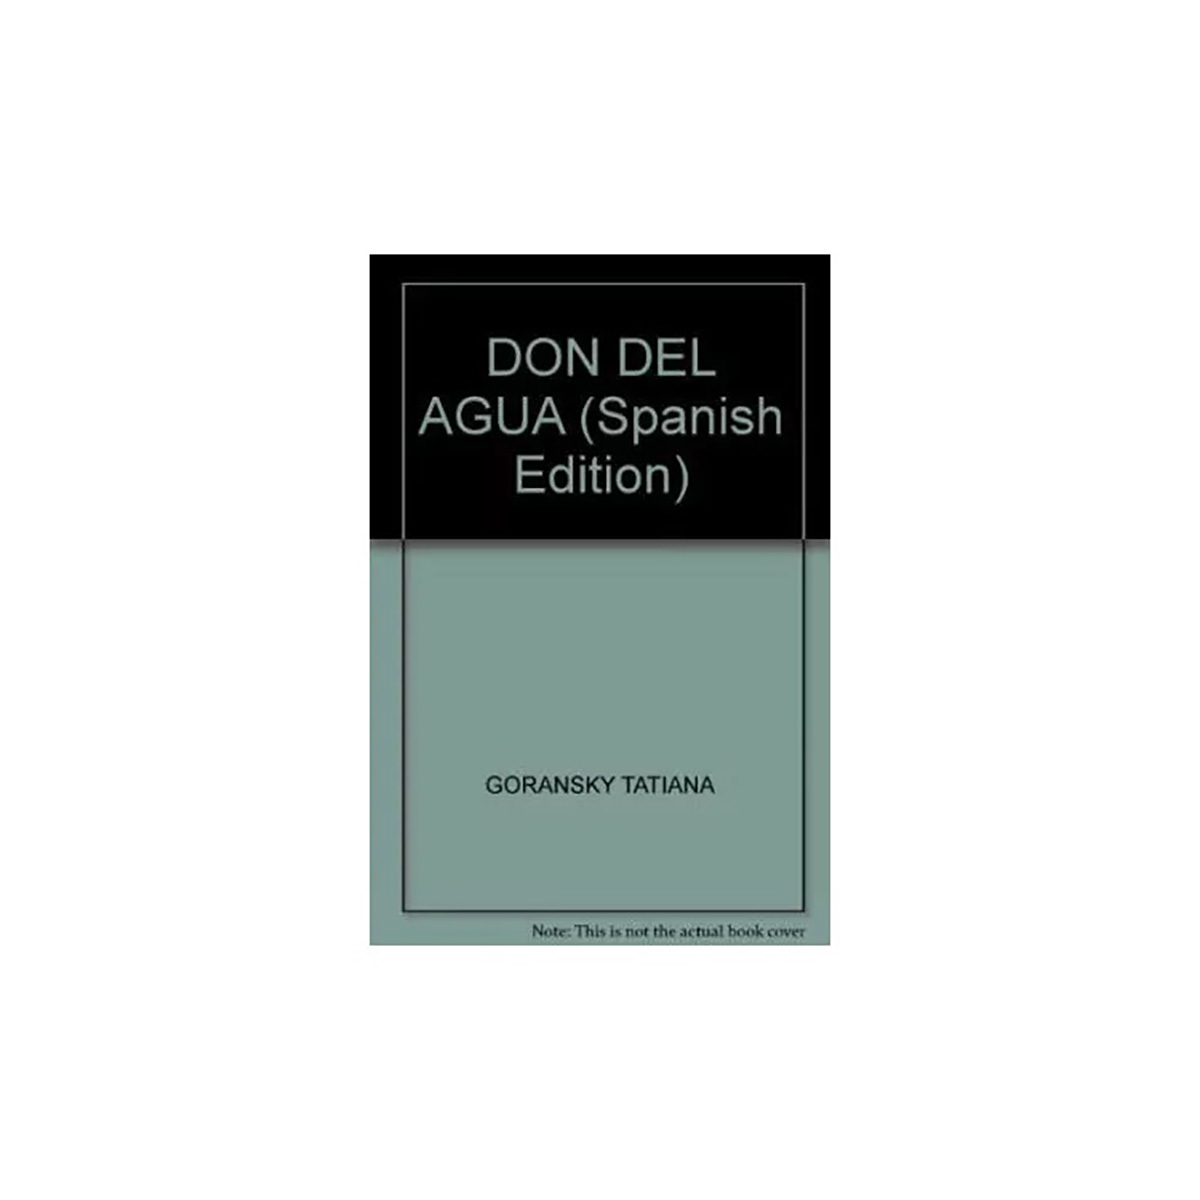 DON DEL
AGUA (Spanish
Edition)
GORANSKY TATIANA
Note: This is not the actual book cover